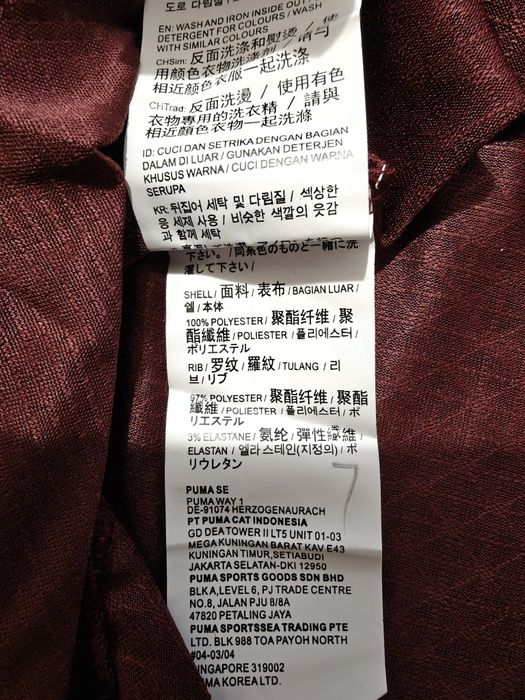 도로 다림질
EN: WASH AND IRON INSIDE OUT /
DETERGENT FOR COLOURS / WASH
WITH SIMILAR COLOURS
CHSim: 反面洗涤和熨烫 / 使
用颜色衣物洗涤剂 / 请与
相近颜色衣服一起洗涤
CHTrad: 反面洗燙 / 使用有色
衣物專用的洗衣精 / 請與
相近顏色衣物一起洗滌
ID: CUCI DAN SETRIKA DENGAN BAGIAN
DALAM DI LUAR / GUNAKAN DETERJEN
KHUSUS WARNA / CUCI DENGAN WARNA
SERUPA
KR: 뒤집어 세탁 및 다림질 / 색상한
응 세제 사용 / 비슷한 색깔의 옷감
과 함께 세탁
下さい。/ 同系色のものと一緒に洗
濯して下さい /
SHELL / 面料 / 表布 / BAGIAN LUAR /
쉘 / 本体
100% POLYESTER / 聚酯纤维 / 聚
酯纖維 / POLIESTER / 폴리에스터 /
ポリエステル
RIB / 罗纹 / 羅紋 / TULANG / 리
브 / リブ
97% POLYESTER / 聚酯纤维 / 聚酯
纖維 / POLIESTER / 폴리에스터 / ポ
リエステル
3% ELASTANE / 氨纶 / 彈性纖維 /
ELASTAN / 엘라스테인(지정외) / ポ
リウレタン
7
PUMA SE
PUMA WAY 1
DE-91074 HERZOGENAURACH
PT PUMA CAT INDONESIA
GD DEA TOWER II LT5 UNIT 01-03
MEGA KUNINGAN BARAT KAV E43
KUNINGAN TIMUR,SETIABUDI
JAKARTA SELATAN-DKI 12950
PUMA SPORTS GOODS SDN BHD
BLK A,LEVEL 6, PJ TRADE CENTRE
NO.8, JALAN PJU 8/8A
47820 PETALING JAYA
PUMA SPORTSSEA TRADING PTE
LTD. BLK 988 TOA PAYOH NORTH
#04-03/04
INGAPORE 319002
MA KOREA LTD.